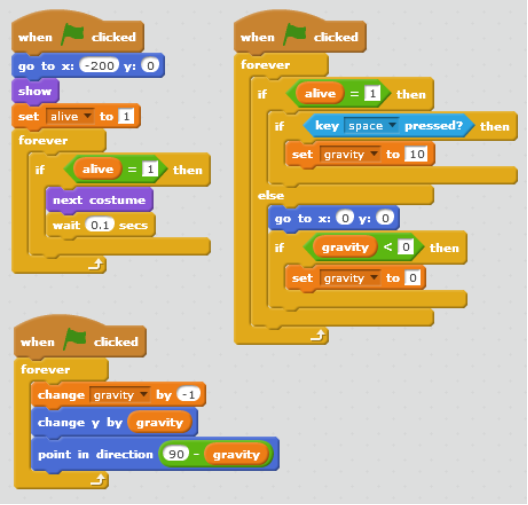 when clicked
go to x: -200 y: 0
show
set alive to 1
forever
if alive = 1 then
next costume
wait 0.1 secs
when clicked
forever
if alive = 1 then
if key space pressed? then
set gravity to 10
else
go to x: 0 y: 0
if gravity < 0 then
set gravity to 0
when clicked
forever
change gravity by -1
change y by gravity
point in direction 90 - gravity